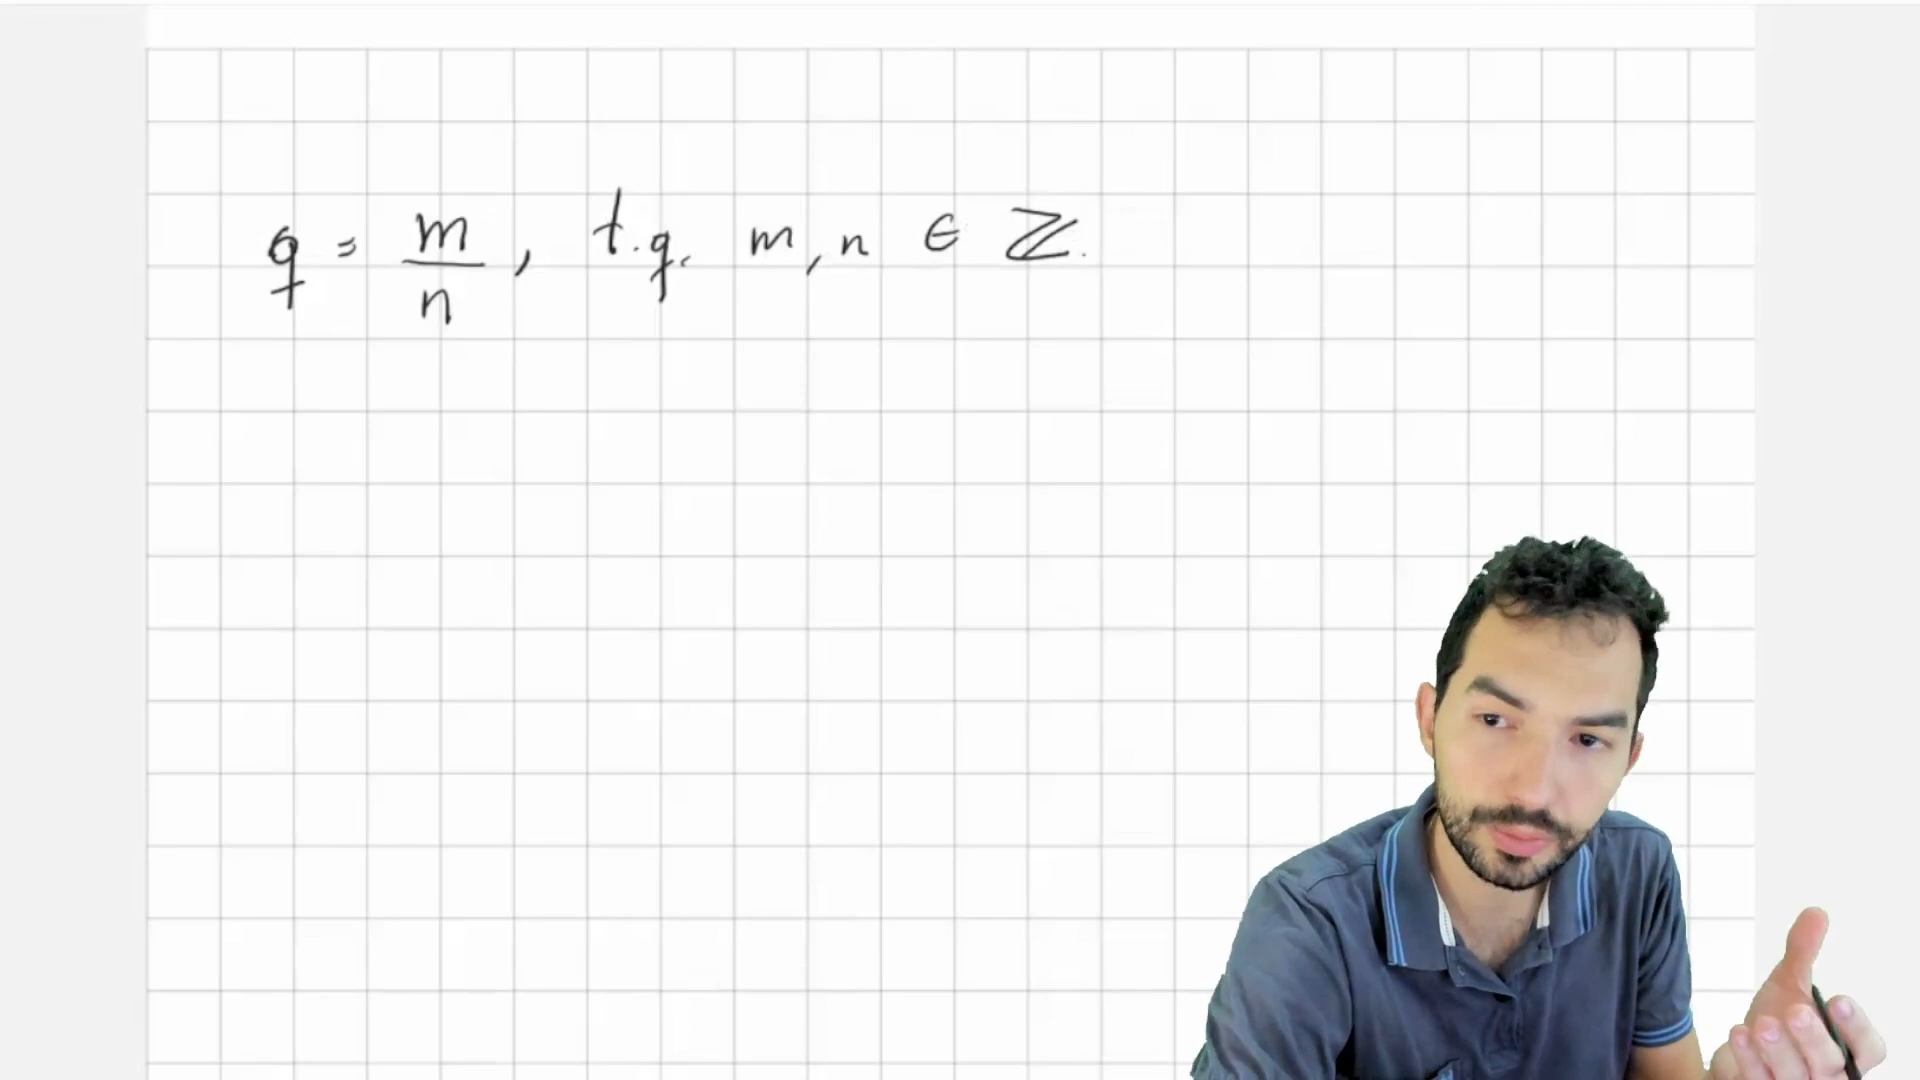 q = m/n, t.q. m,n ∈ ℤ.